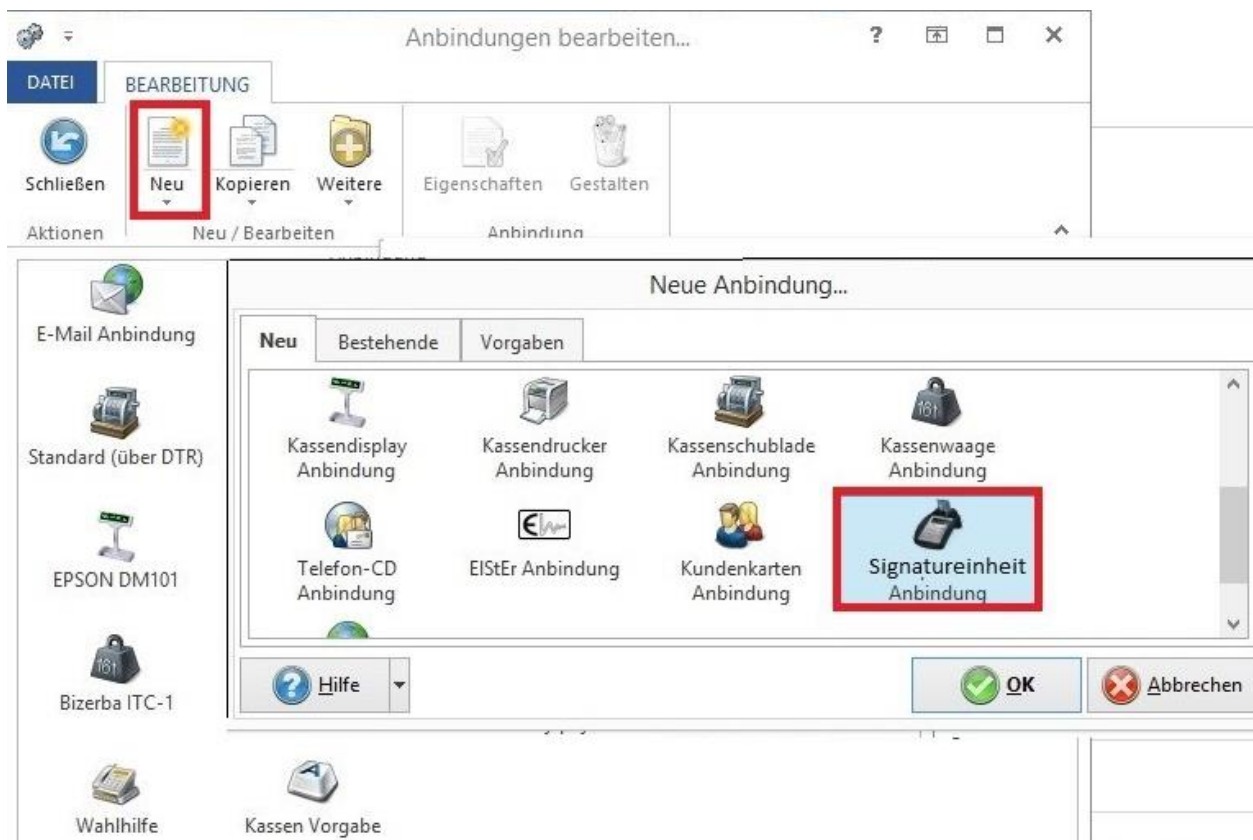 Anbindungen bearbeiten...
?
DATEI
BEARBEITUNG
Schließen
Neu
Kopieren
Weitere
Eigenschaften
Gestalten
Aktionen
Neu / Bearbeiten
Anbindung
E-Mail Anbindung
Standard (über DTR)
EPSON DM101
Bizerba ITC-1
Wahlhilfe
Kassen Vorgabe
Neue Anbindung...
Neu
Bestehende
Vorgaben
Kassendisplay
Anbindung
Kassendrucker
Anbindung
Kassenschublade
Anbindung
Kassenwaage
Anbindung
Telefon-CD
Anbindung
ElStEr Anbindung
Kundenkarten
Anbindung
Signatureinheit
Anbindung
Hilfe
OK
Abbrechen